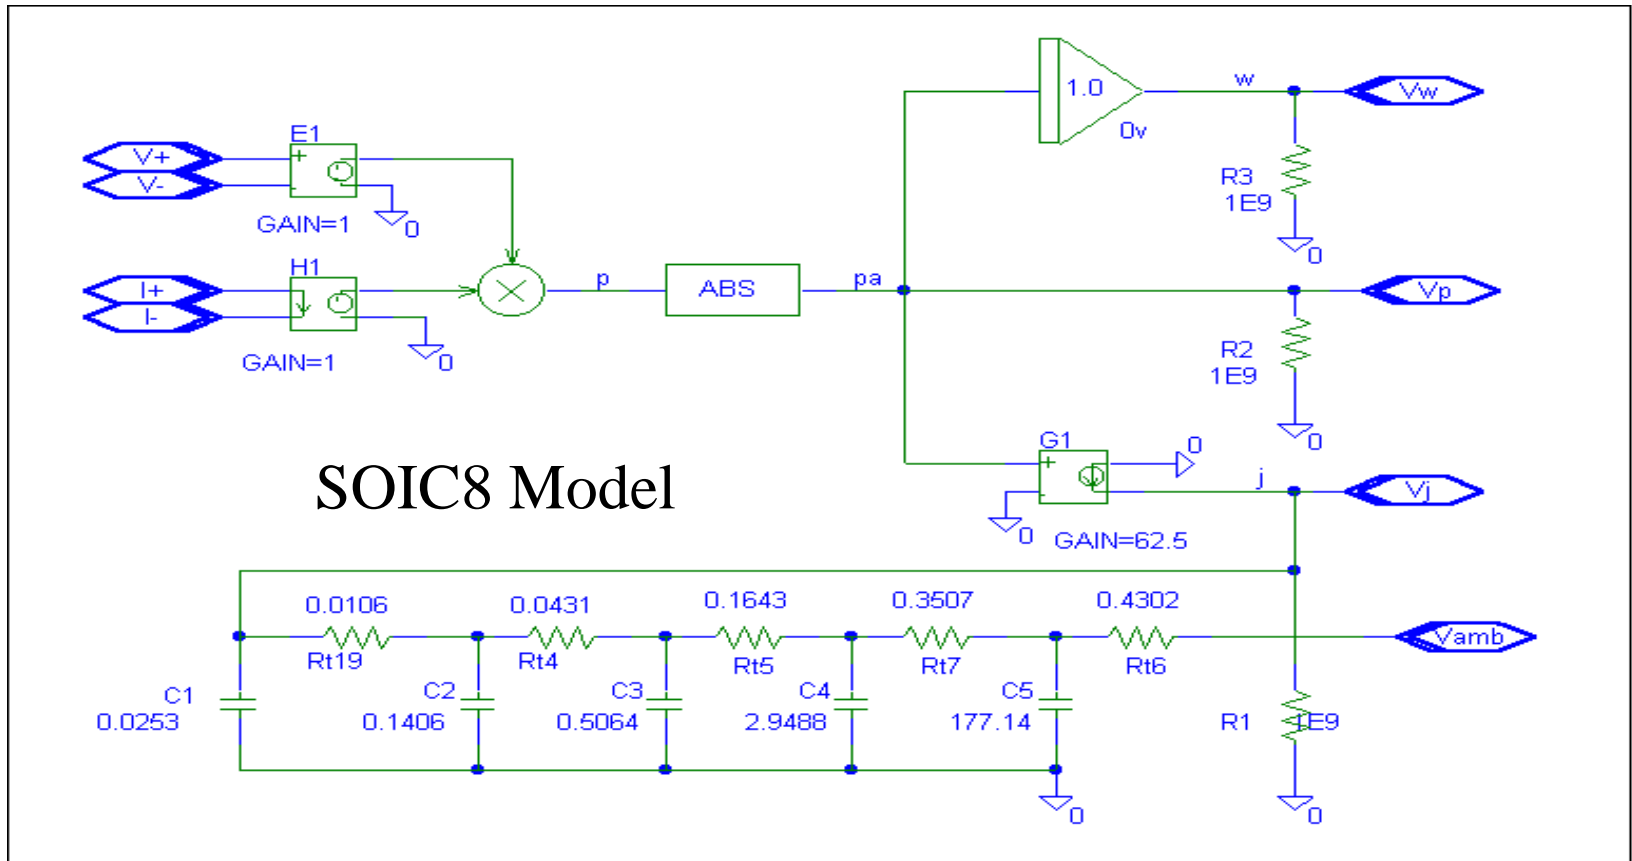 1.0
w
Vw
0v
E1
V+
V-
+
-
0
GAIN=1
R3
1E9
0
H1
I+
I-
p
ABS
pa
Vp
0
GAIN=1
R2
1E9
0
G1
+
-
0
j
Vj
0
GAIN=62.5
SOIC8 Model
0.0106
0.0431
0.1643
0.3507
0.4302
Vamb
Rt19
Rt4
Rt5
Rt7
Rt6
C1
0.0253
C2
0.1406
C3
0.5064
C4
2.9488
C5
177.14
R1
1E9
0
0